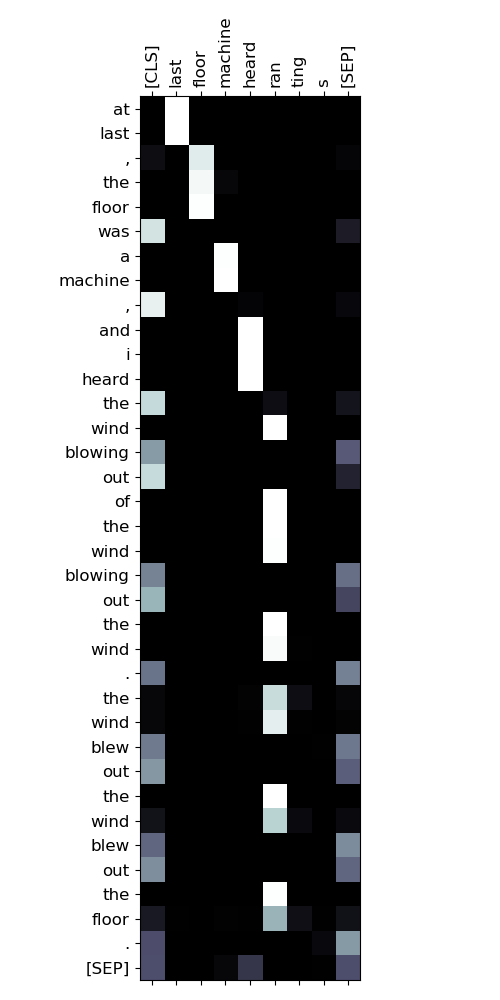 [CLS] last floor machine heard ran ting s [SEP]
at
last
,
the
floor
was
a
machine
,
and
i
heard
the
wind
blowing
out
of
the
wind
blowing
out
the
wind
.
the
wind
blew
out
the
wind
blew
out
the
floor
.
[SEP]